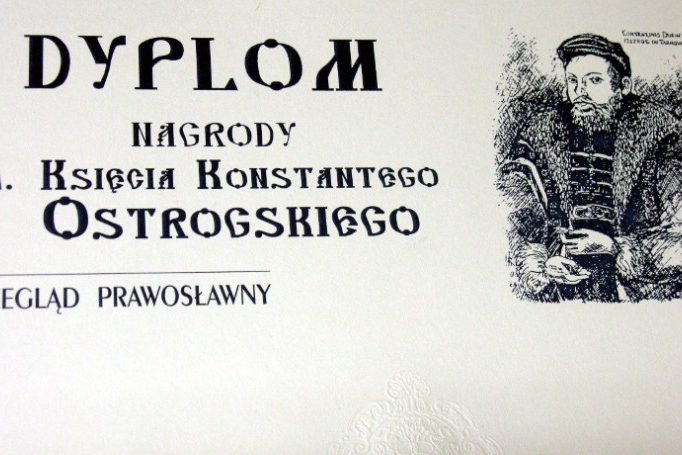 DYPLOM
NAGRODY
. KSIĘCIA KONSTANTEGO
OSTROGSKIEGO
EGLĄD PRAWOSŁAWNY